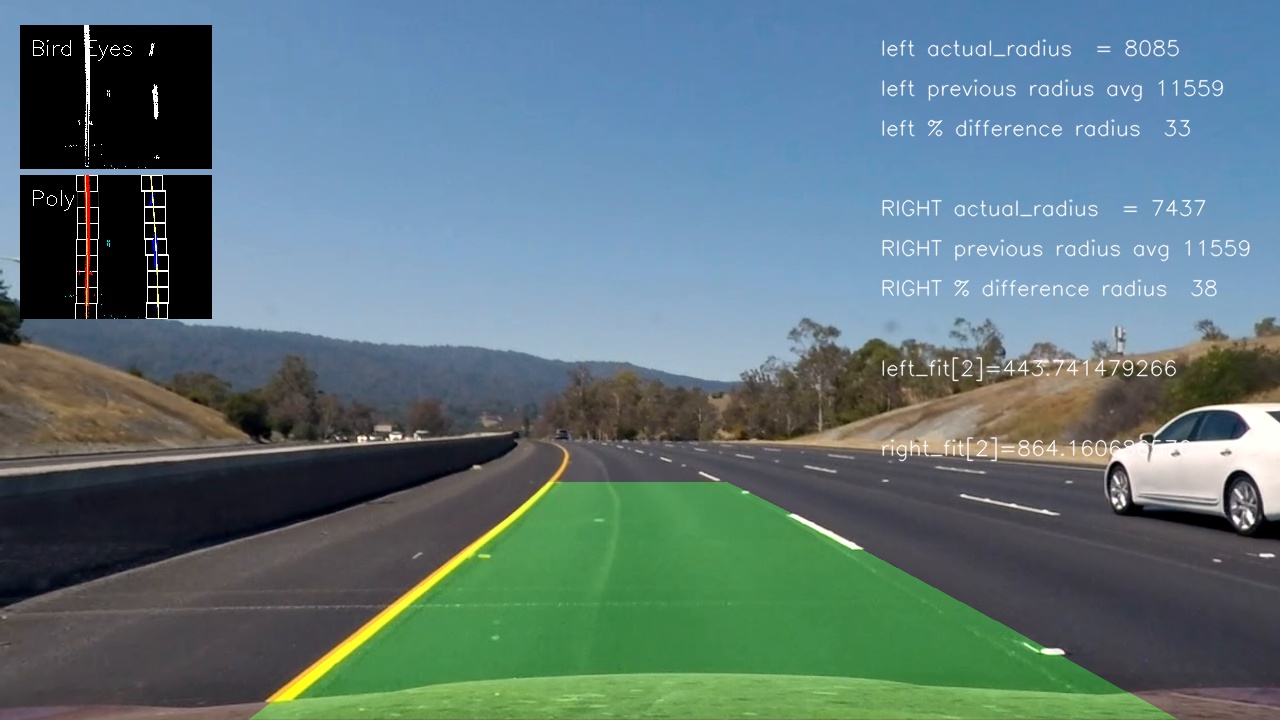 Bird Eyes
Poly
left actual_radius = 8085
left previous radius avg 11559
left % difference radius 33
RIGHT actual_radius = 7437
RIGHT previous radius avg 11559
RIGHT % difference radius 38
left_fit[2]=443.741479266